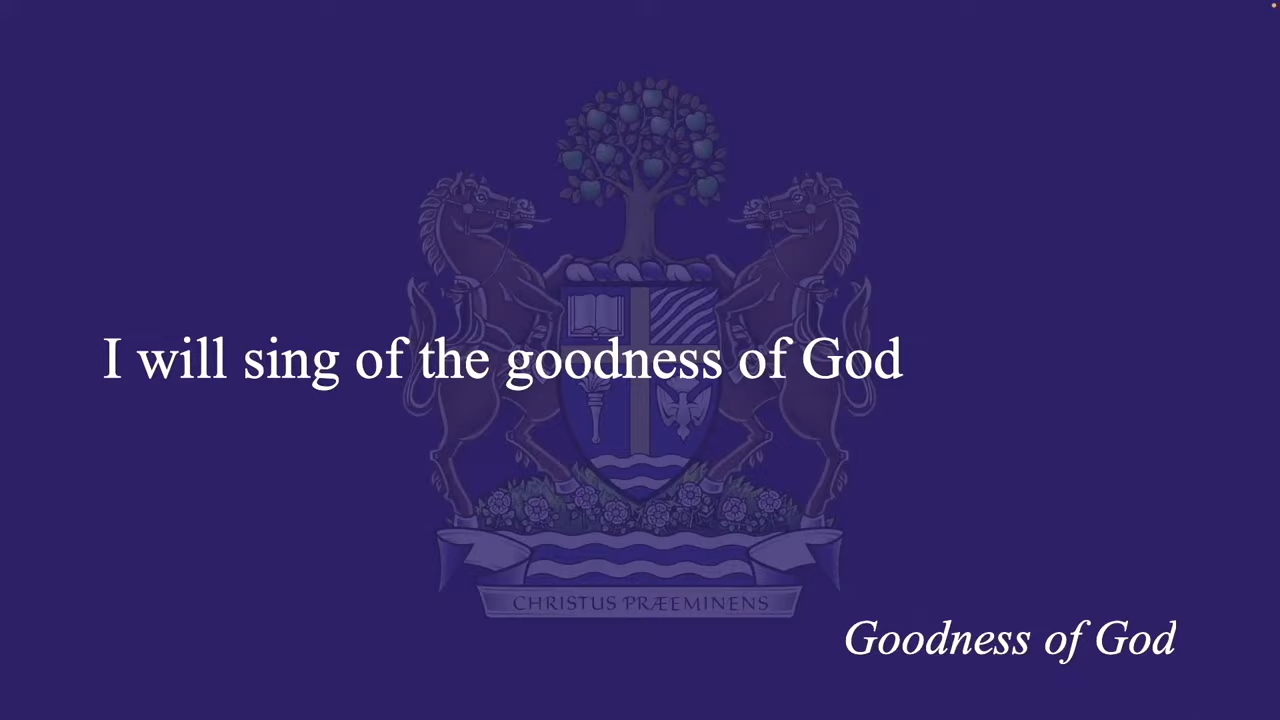 I will sing of the goodness of God
CHRISTUS PRÆEMINENS
Goodness of God